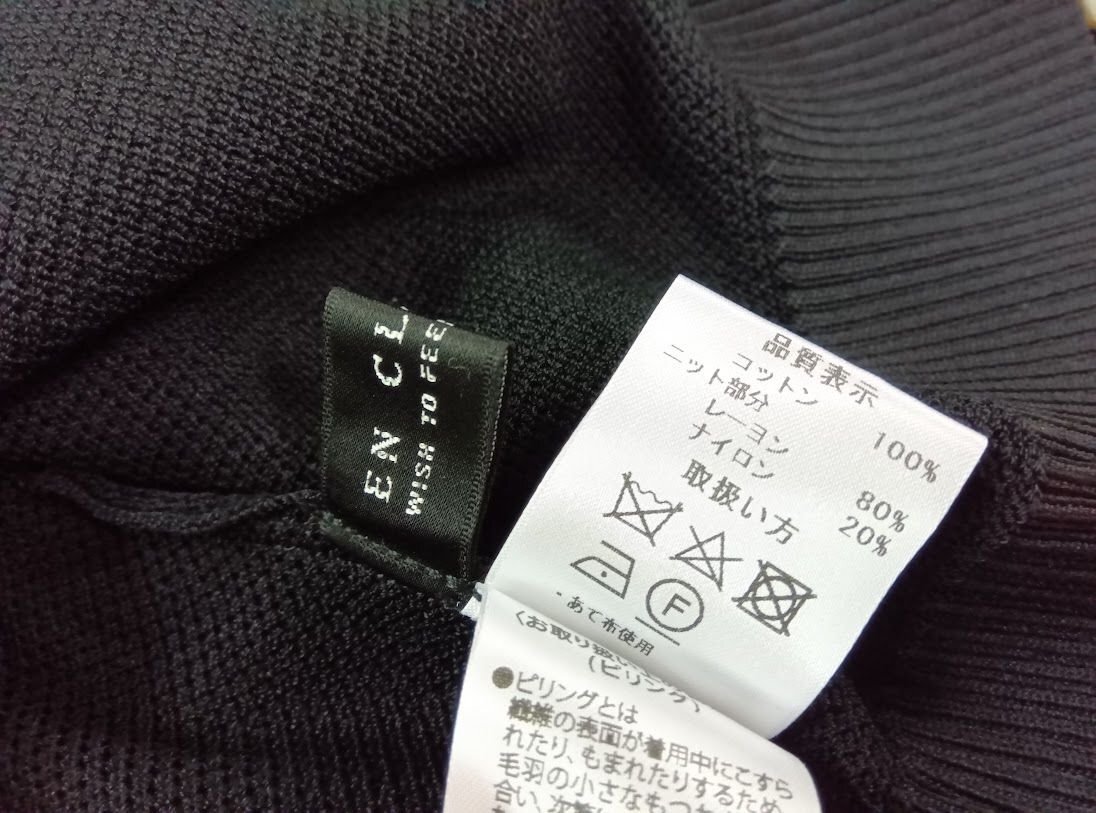 EN CL
WISH TO FEEL
品質表示
コットン 100%
ニット部分
レーヨン 80%
ナイロン 20%
取扱い方
F
・あて布使用
〈お取り扱い
(ピリング)
●ピリングとは
繊維の表面が着用中にこすら
れたり、もまれたりするため
毛羽の小さなもつ
合い、次第に